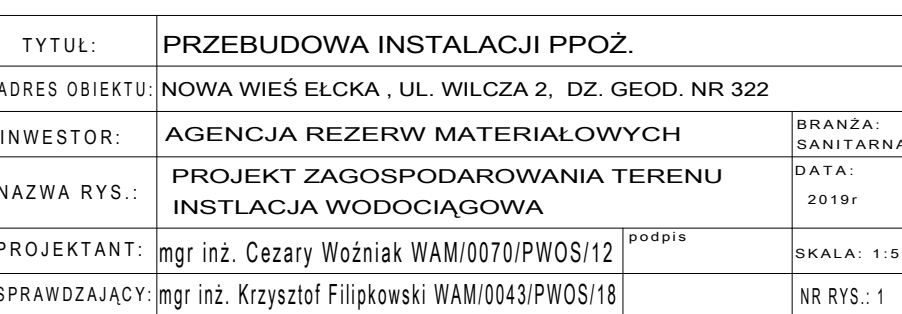 TYTUŁ: PRZEBUDOWA INSTALACJI PPOŻ.
ADRES OBIEKTU: NOWA WIEŚ EŁCKA , UL. WILCZA 2, DZ. GEOD. NR 322
INWESTOR: AGENCJA REZERW MATERIAŁOWYCH
BRANŻA:
SANITARNA
NAZWA RYS.: PROJEKT ZAGOSPODAROWANIA TERENU
INSTLACJA WODOCIĄGOWA
DATA:
2019r
PROJEKTANT: mgr inż. Cezary Woźniak WAM/0070/PWOS/12
podpis
SKALA: 1:5
SPRAWDZAJĄCY: mgr inż. Krzysztof Filipkowski WAM/0043/PWOS/18
NR RYS.: 1